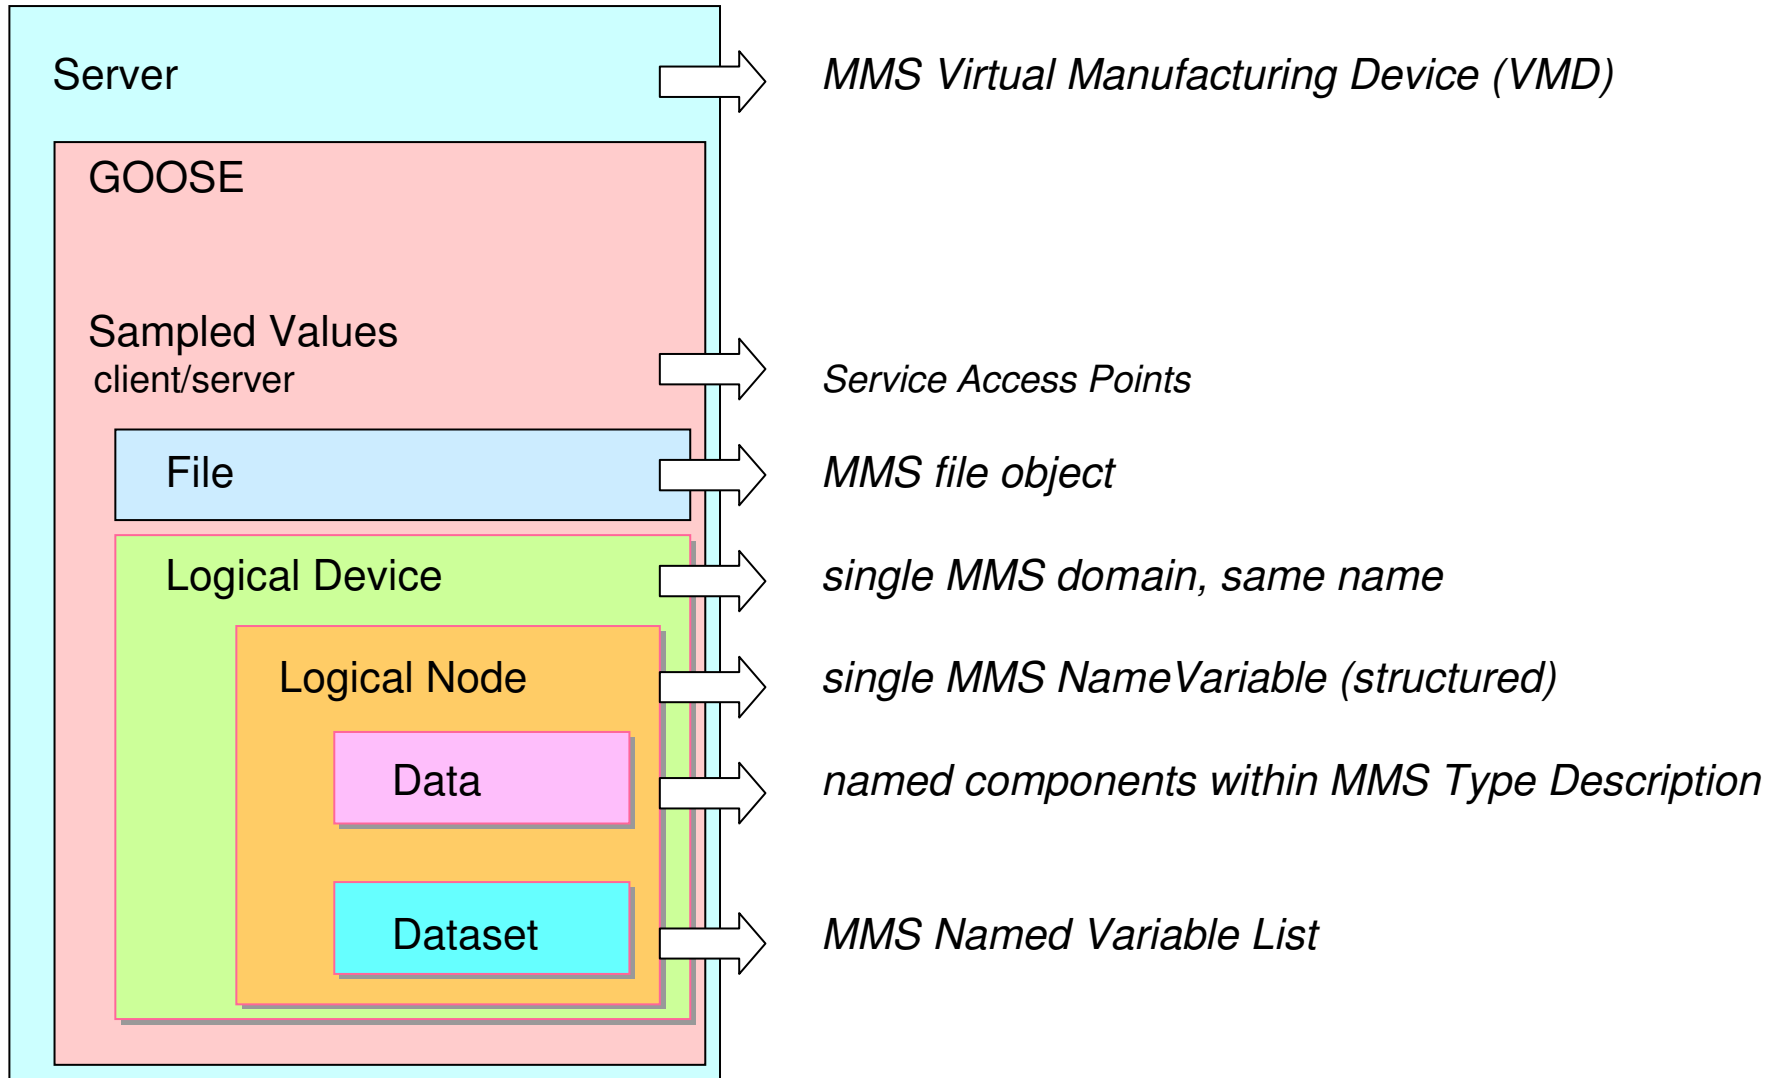 Server
MMS Virtual Manufacturing Device (VMD)
GOOSE
Sampled Values
client/server
Service Access Points
File
MMS file object
Logical Device
single MMS domain, same name
Logical Node
single MMS NameVariable (structured)
Data
named components within MMS Type Description
Dataset
MMS Named Variable List